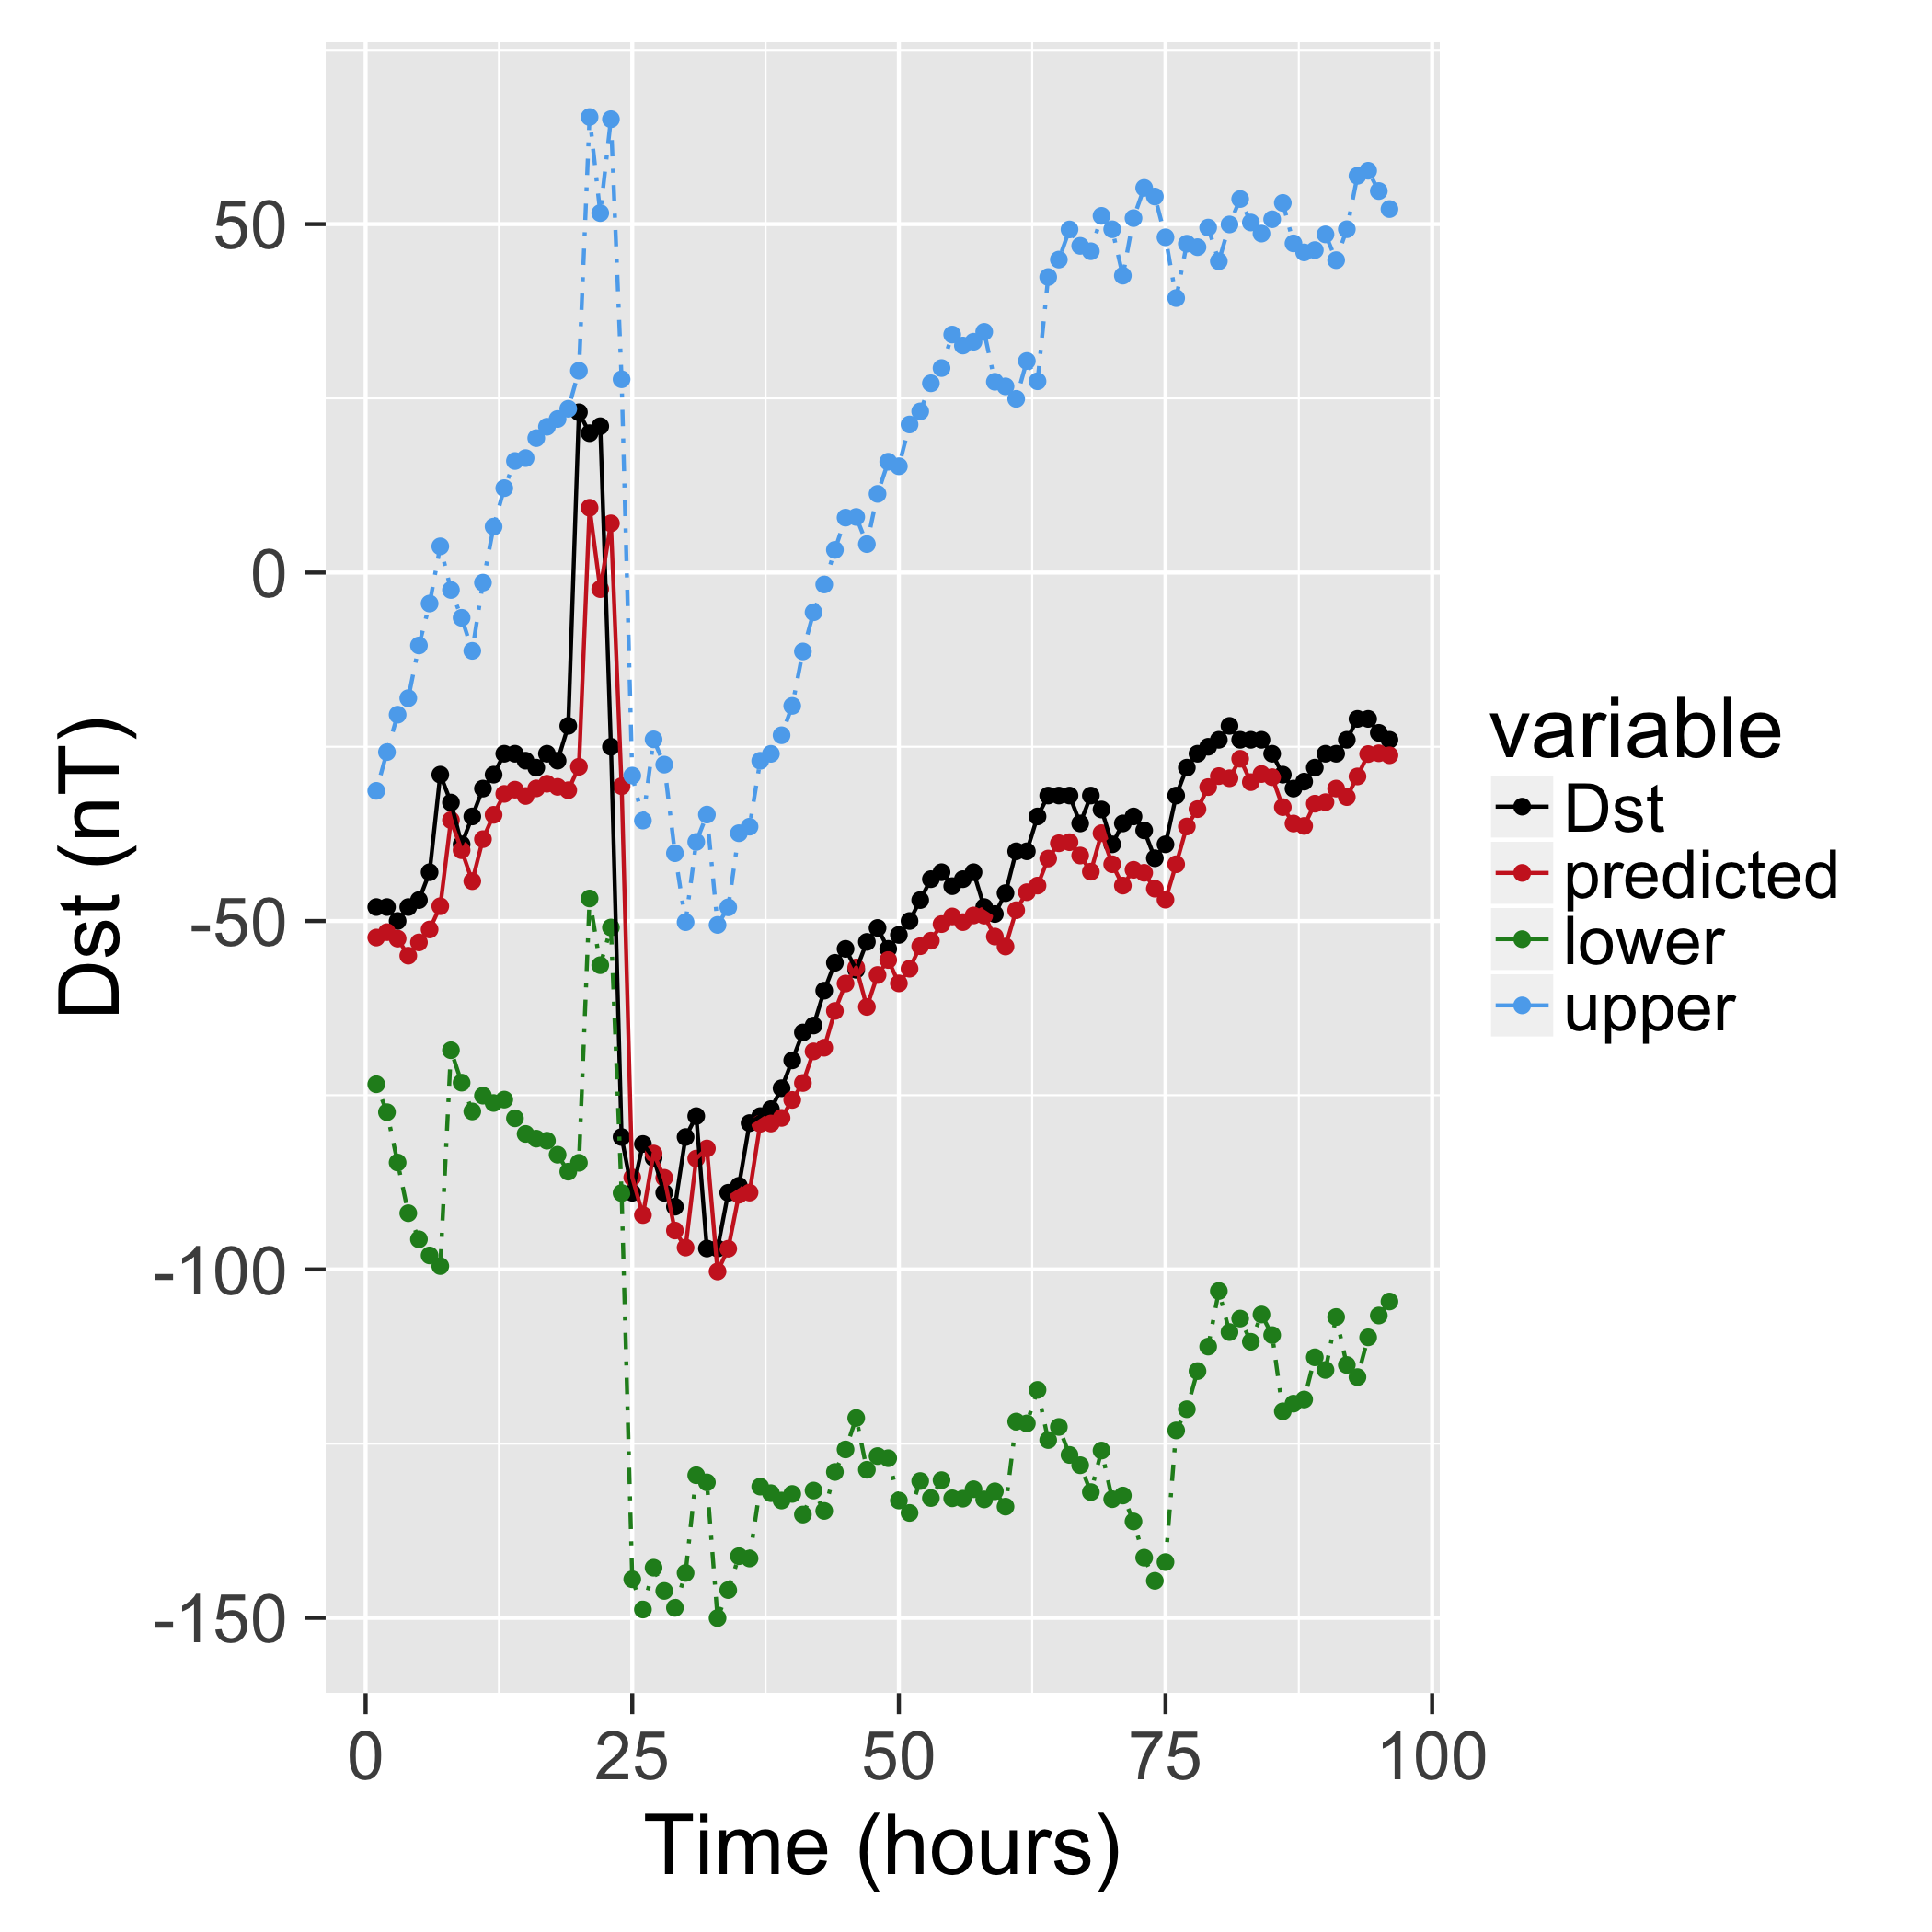 Dst (nT)
50
0
-50
-100
-150
0 25 50 75 100
Time (hours)
variable
Dst
predicted
lower
upper